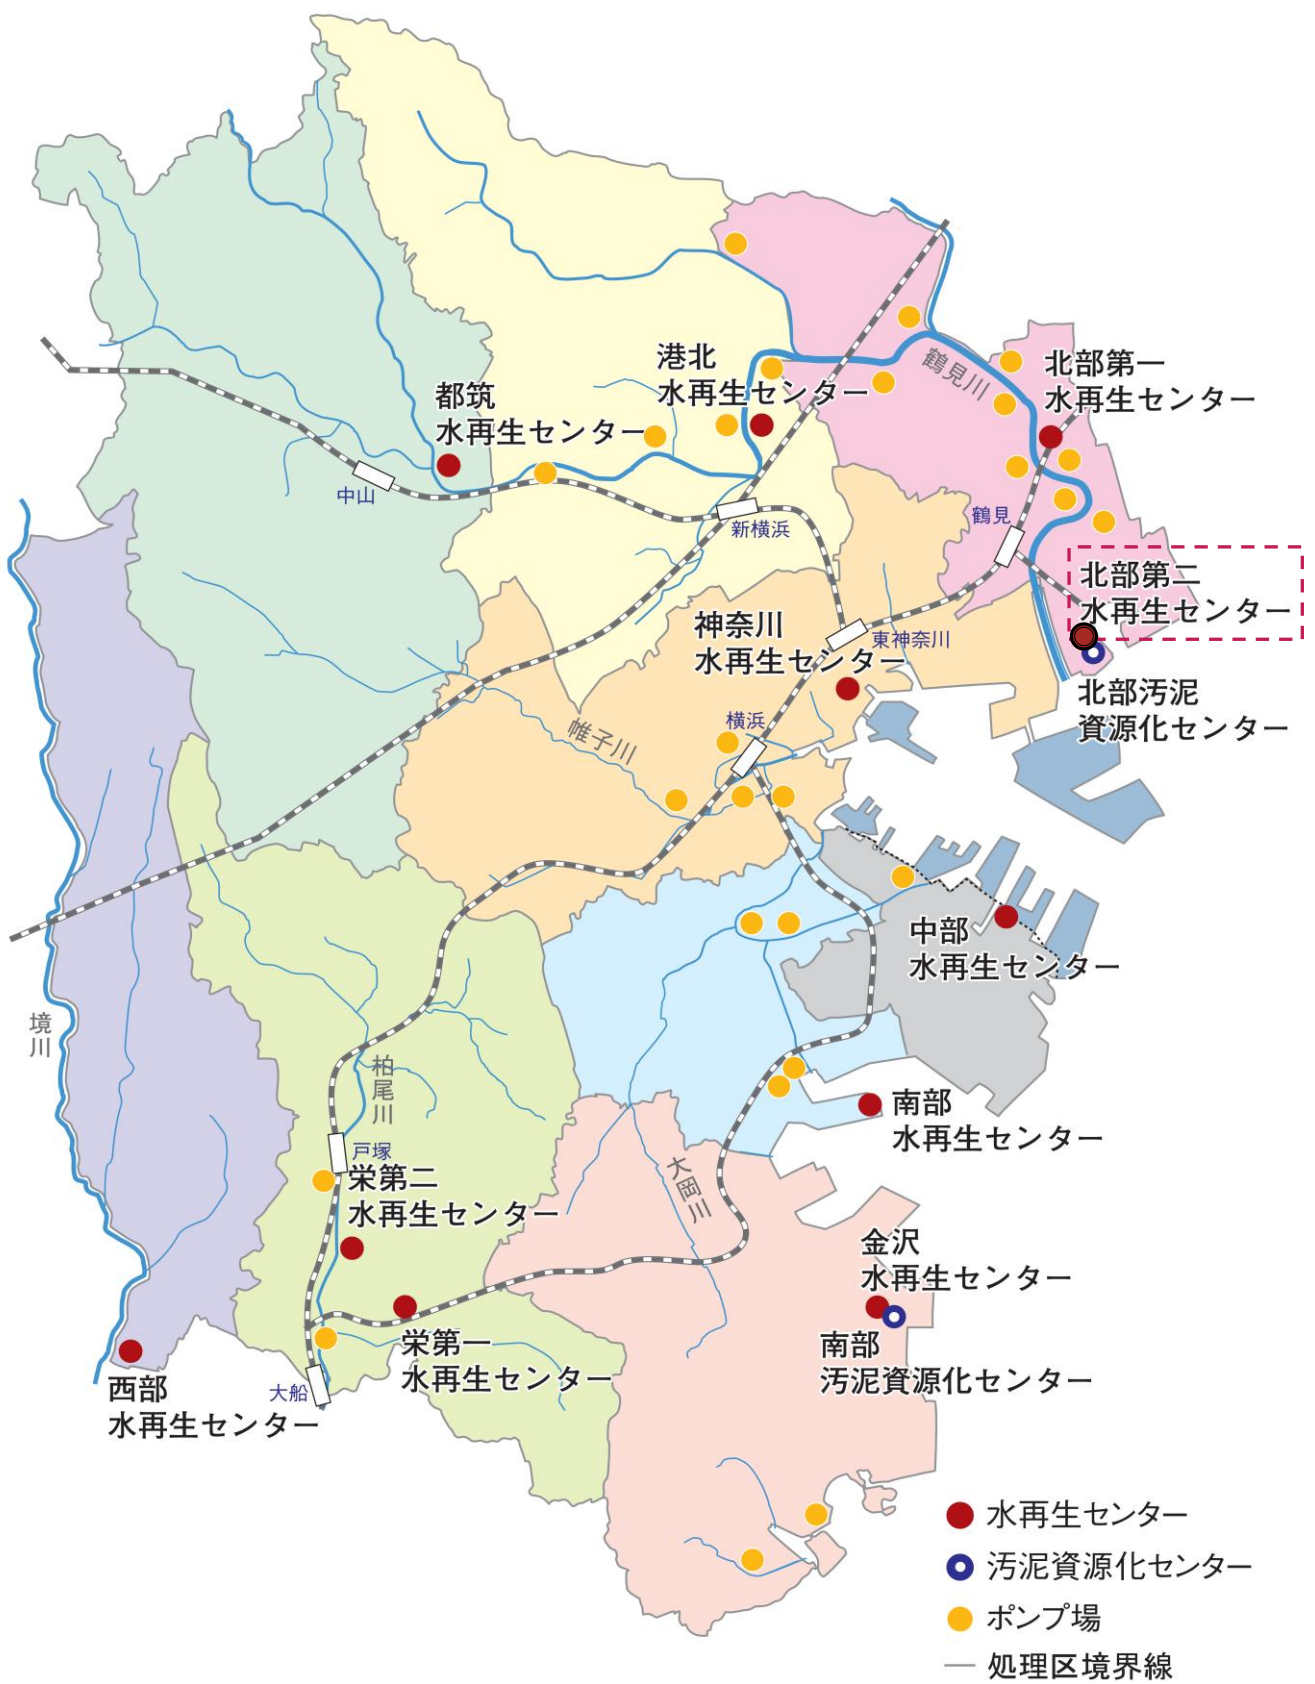 港北
水再生センター
都筑
水再生センター
鶴見川
北部第一
水再生センター
中山
新横浜
鶴見
北部第二
水再生センター
神奈川
水再生センター
東神奈川
北部汚泥
資源化センター
横浜
帷子川
中部
水再生センター
境川
柏尾川
南部
水再生センター
戸塚
栄第二
水再生センター
大岡川
金沢
水再生センター
栄第一
水再生センター
南部
汚泥資源化センター
西部
水再生センター
大船
水再生センター
汚泥資源化センター
ポンプ場
処理区境界線